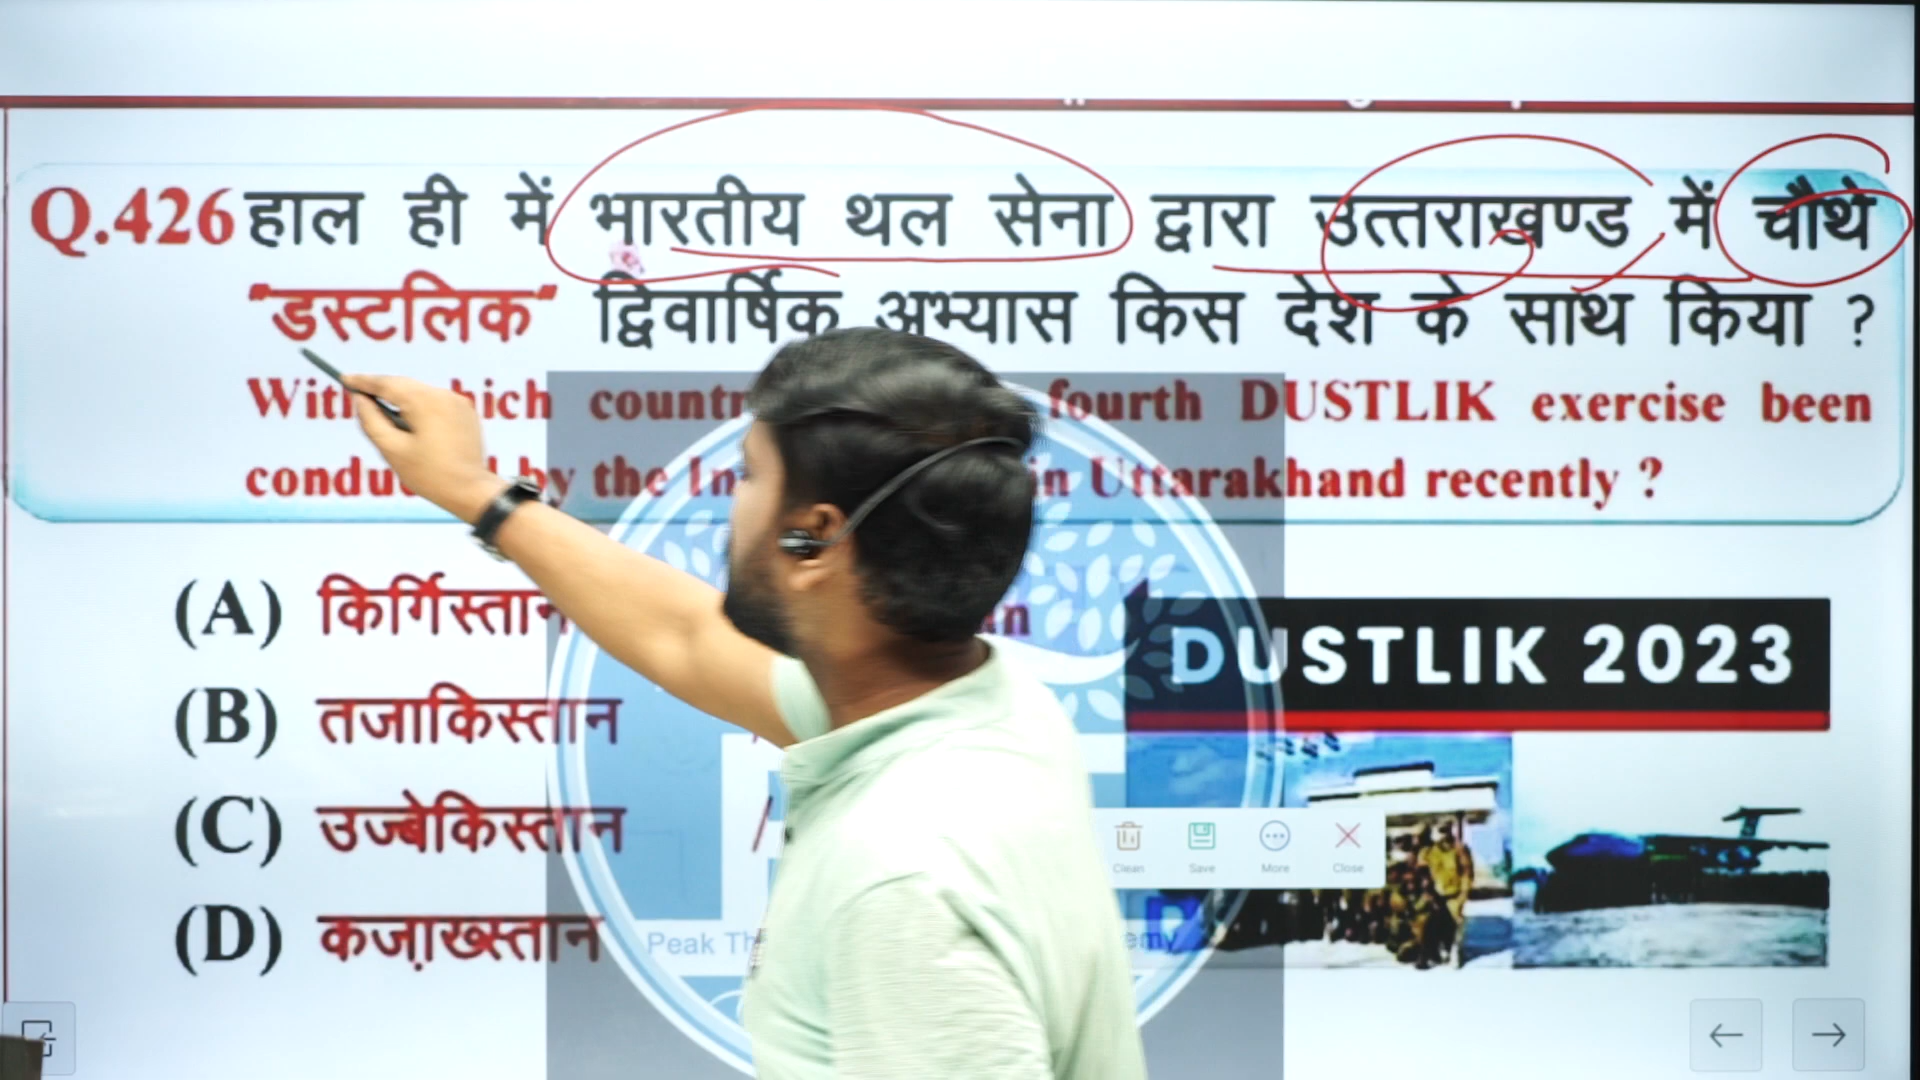 Q.426 हाल ही में भारतीय थल सेना द्वारा उत्तराखण्ड में चौथे
"डस्टलिक" द्विवार्षिक अभ्यास किस देश के साथ किया ?
fourth DUSTLIK exercise been
by the in Uttarakhand recently ?
(A) किर्गिस्तान
(B) तजाकिस्तान
(C) उज्बेकिस्तान /
(D) कजा़ख्स्तान
DUSTLIK 2023
Clean Save More Close
Peak